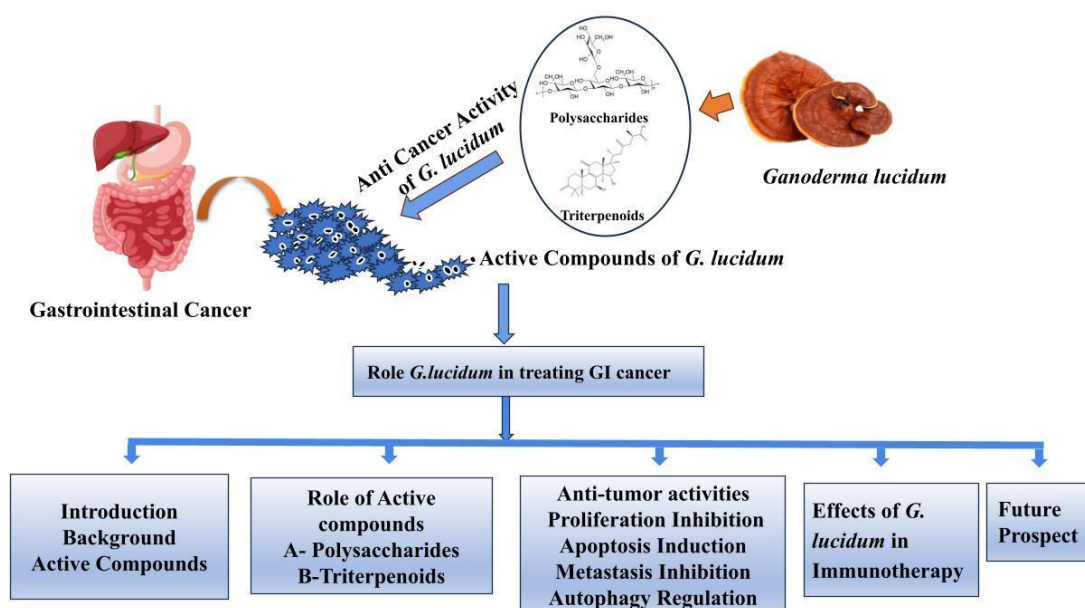 Anti Cancer Activity
of G. lucidum
Polysaccharides
Triterpenoids
Ganoderma lucidum
Gastrointestinal Cancer
Active Compounds of G. lucidum
Role G.lucidum in treating GI cancer
Introduction
Background
Active Compounds
Role of Active
compounds
A- Polysaccharides
B-Triterpenoids
Anti-tumor activities
Proliferation Inhibition
Apoptosis Induction
Metastasis Inhibition
Autophagy Regulation
Effects of G.
lucidum in
Immunotherapy
Future
Prospect